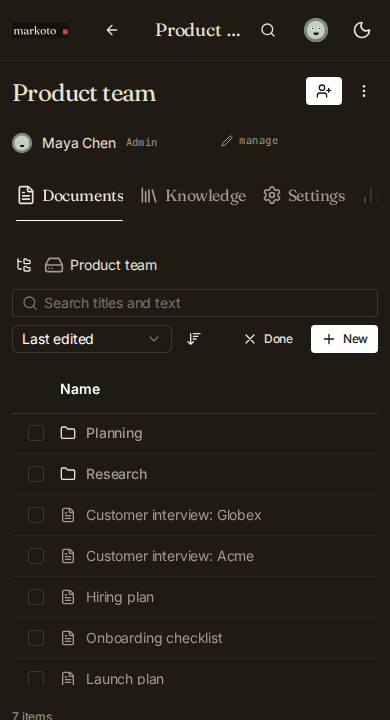 markoto
Product ...
Product team
Maya Chen Admin
manage
Documents Knowledge Settings
Product team
Search titles and text
Last edited
Done
New
Name
Planning
Research
Customer interview: Globex
Customer interview: Acme
Hiring plan
Onboarding checklist
Launch plan
7 items